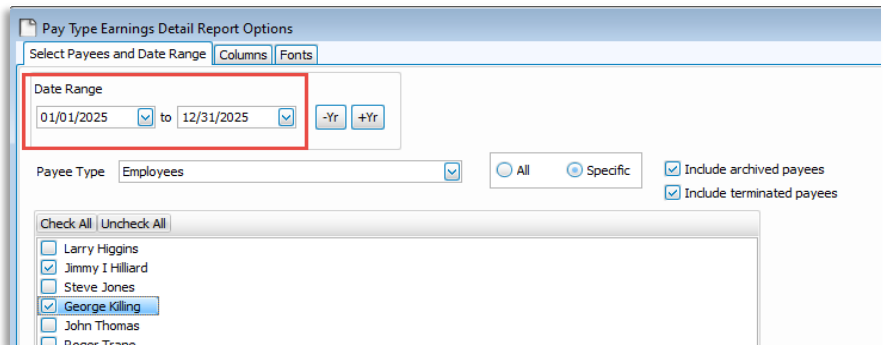 Pay Type Earnings Detail Report Options
Select Payees and Date Range Columns Fonts
Date Range
01/01/2025 to 12/31/2025 -Yr +Yr
Payee Type Employees All Specific Include archived payees
Include terminated payees
Check All Uncheck All
Larry Higgins
Jimmy I Hilliard
Steve Jones
George Killing
John Thomas